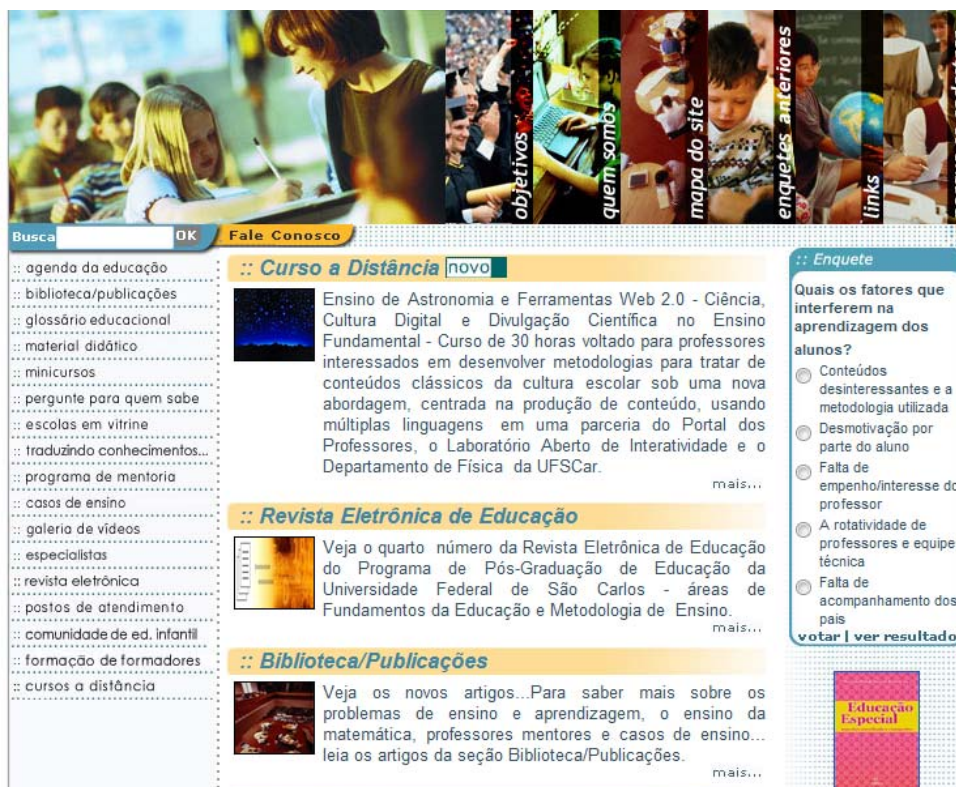 objetivos
quem somos
mapa do site
enquetes anteriores
links
Busca OK Fale Conosco
:: agenda da educação
:: biblioteca/publicações
:: glossário educacional
:: material didático
:: minicursos
:: pergunte para quem sabe
:: escolas em vitrine
:: traduzindo conhecimentos...
:: programa de mentoria
:: casos de ensino
:: galeria de vídeos
:: especialistas
:: revista eletrônica
:: postos de atendimento
:: comunidade de ed. infantil
:: formação de formadores
:: cursos a distância
:: Curso a Distância novo
Ensino de Astronomia e Ferramentas Web 2.0 - Ciência,
Cultura Digital e Divulgação Científica no Ensino
Fundamental - Curso de 30 horas voltado para professores
interessados em desenvolver metodologias para tratar de
conteúdos clássicos da cultura escolar sob uma nova
abordagem, centrada na produção de conteúdo, usando
múltiplas linguagens em uma parceria do Portal dos
Professores, o Laboratório Aberto de Interatividade e o
Departamento de Física da UFSCar.
mais...
:: Revista Eletrônica de Educação
Veja o quarto número da Revista Eletrônica de Educação
do Programa de Pós-Graduação de Educação da
Universidade Federal de São Carlos - áreas de
Fundamentos da Educação e Metodologia de Ensino.
mais...
:: Biblioteca/Publicações
Veja os novos artigos...Para saber mais sobre os
problemas de ensino e aprendizagem, o ensino da
matemática, professores mentores e casos de ensino...
leia os artigos da seção Biblioteca/Publicações.
mais...
:: Enquete
Quais os fatores que
interferem na
aprendizagem dos
alunos?
Conteúdos
desinteressantes e a
metodologia utilizada
Desmotivação por
parte do aluno
Falta de
empenho/interesse do
professor
A rotatividade de
professores e equipe
técnica
Falta de
acompanhamento dos
pais
votar | ver resultado
Educação
Especial